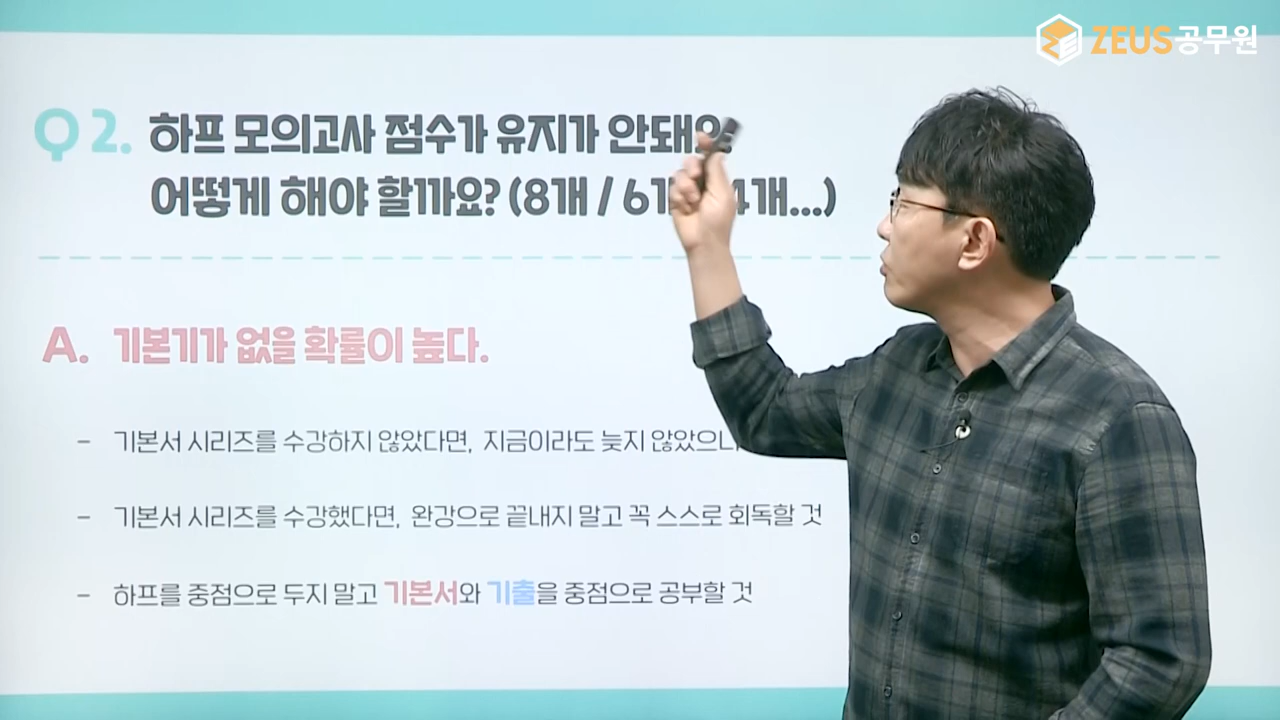 ZEUS공무원
Q 2. 하프 모의고사 점수가 유지가 안돼요
어떻게 해야 할까요? (8개 / 6개 4개...)
A. 기본기가 없을 확률이 높다.
- 기본서 시리즈를 수강하지 않았다면, 지금이라도 늦지 않았으니
- 기본서 시리즈를 수강했다면, 완강으로 끝내지 말고 꼭 스스로 회독할 것
- 하프를 중점으로 두지 말고 기본서와 기출을 중점으로 공부할 것